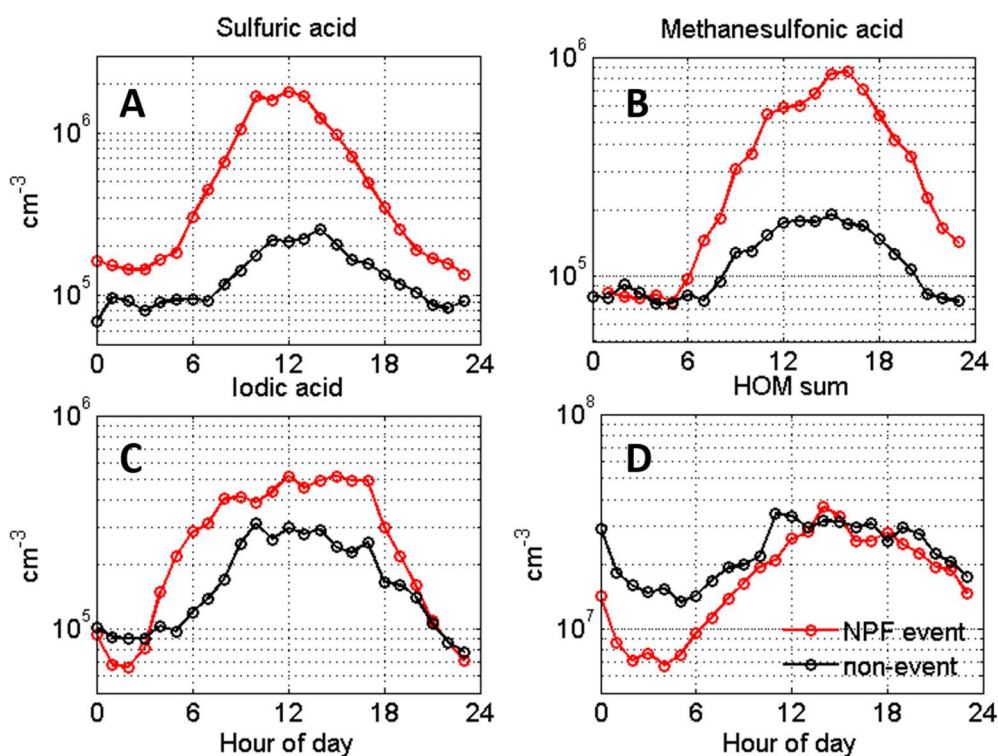 Sulfuric acid
Methanesulfonic acid
A
B
cm-3
10^6
10^5
0 6 12 18 24
10^6
10^5
0 6 12 18 24
Iodic acid
HOM sum
C
D
cm-3
10^6
10^5
0 6 12 18 24
Hour of day
cm-3
10^8
10^7
NPF event
non-event
0 6 12 18 24
Hour of day